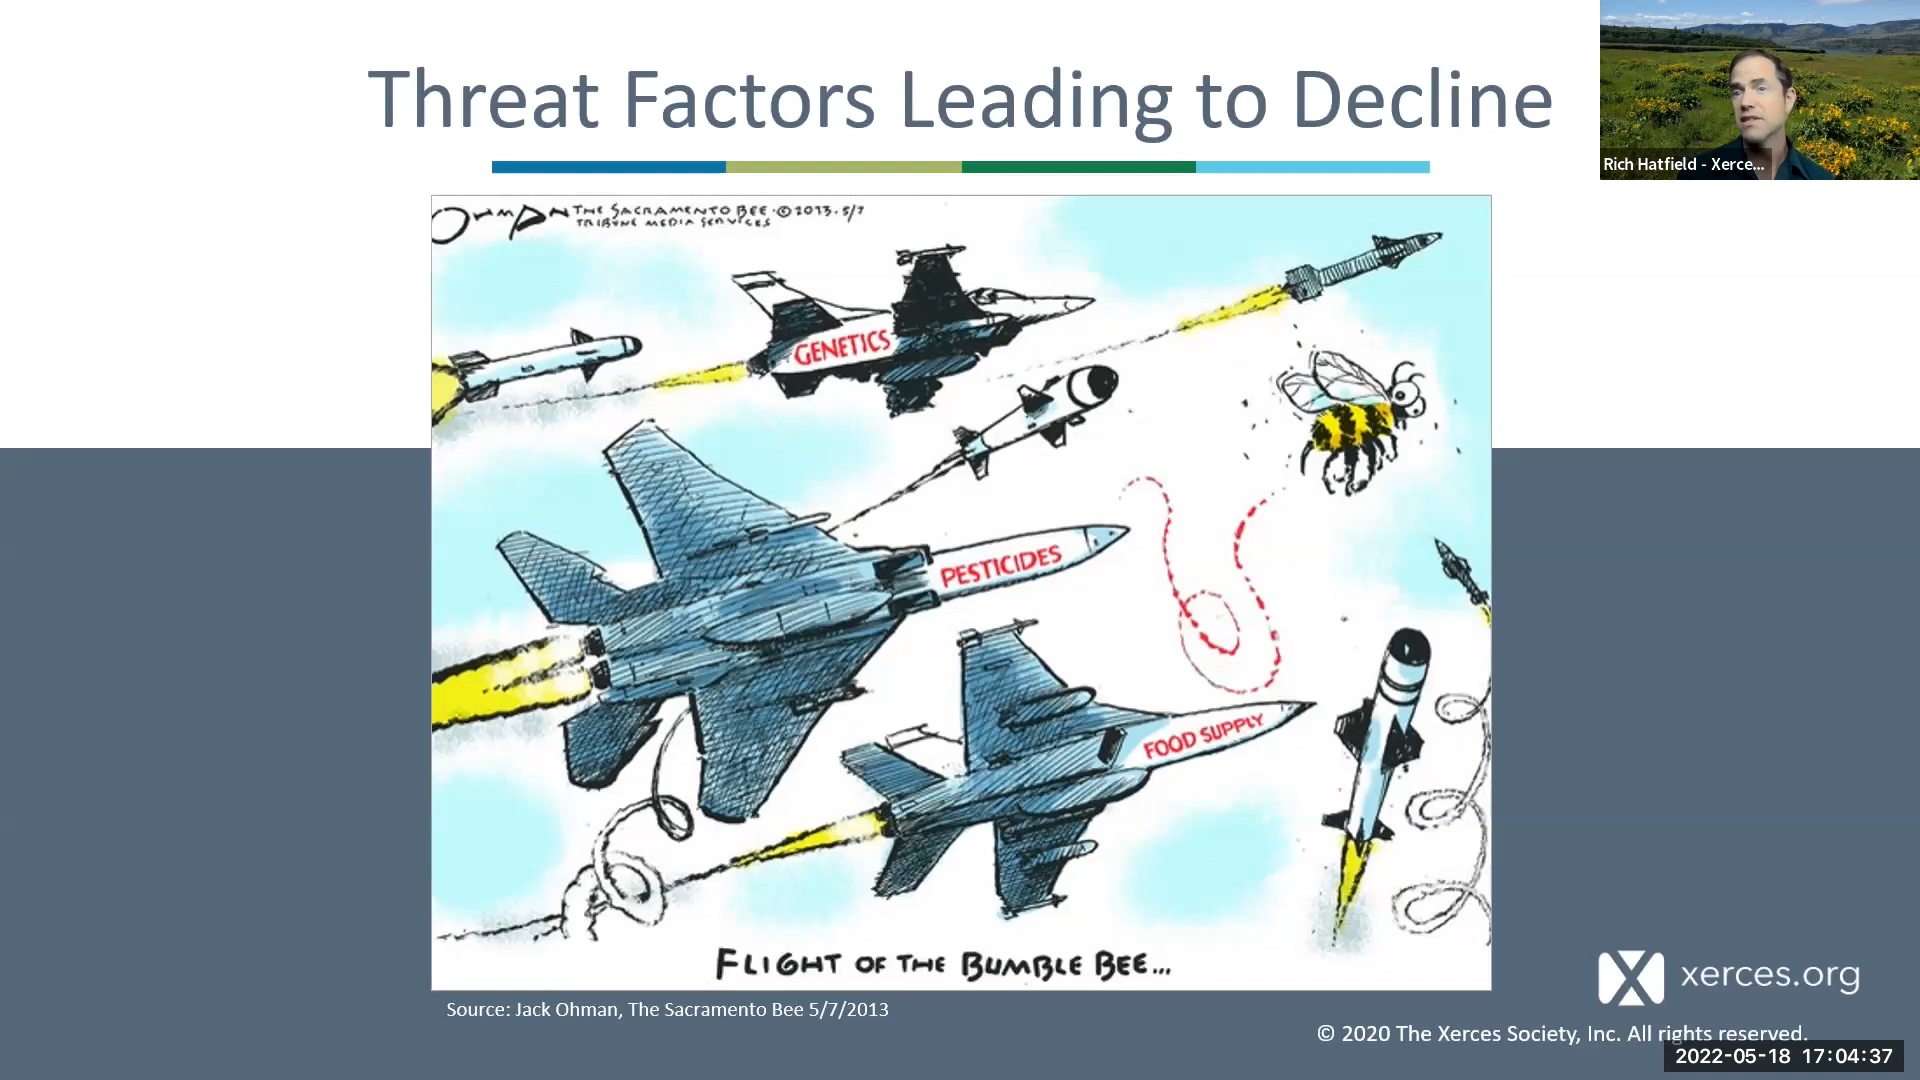 Threat Factors Leading to Decline
Rich Hatfield - Xerce...
OHMAN THE SACRAMENTO BEE ·© 2013 · 5/7
TRIBUNE MEDIA SERVICES
GENETICS
PESTICIDES
FOOD SUPPLY
FLIGHT OF THE BUMBLE BEE...
Source: Jack Ohman, The Sacramento Bee 5/7/2013
xerces.org
© 2020 The Xerces Society, Inc. All rights reserved.
2022-05-18 17:04:37